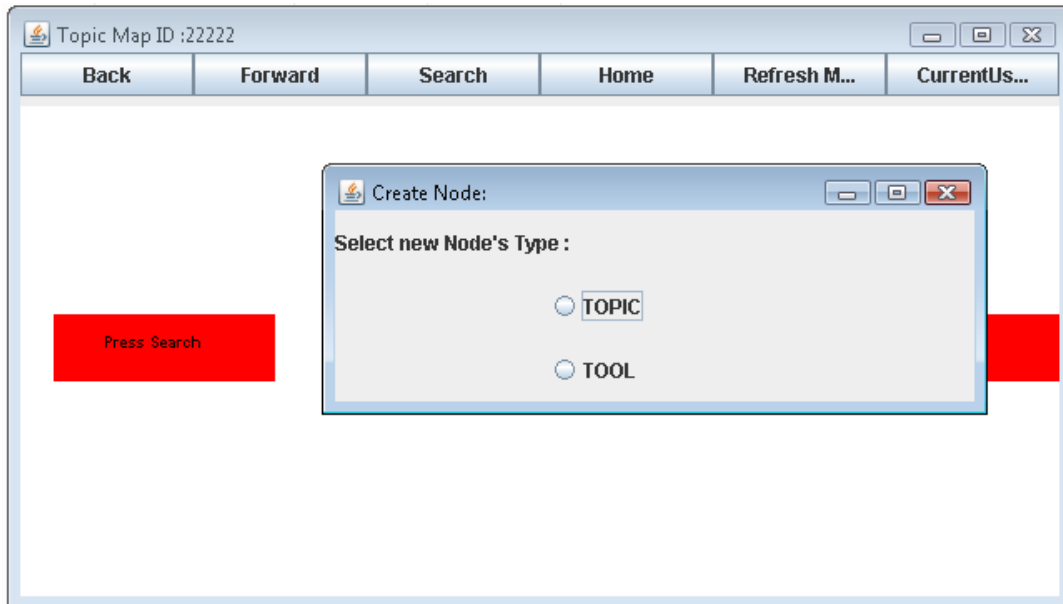 Topic Map ID :22222
Back Forward Search Home Refresh M... CurrentUs...
Create Node:
Select new Node's Type :
TOPIC
Press Search
TOOL